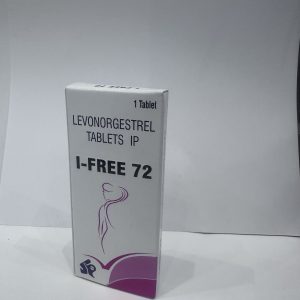 1 Tablet
LEVONORGESTREL
TABLETS IP
I-FREE 72